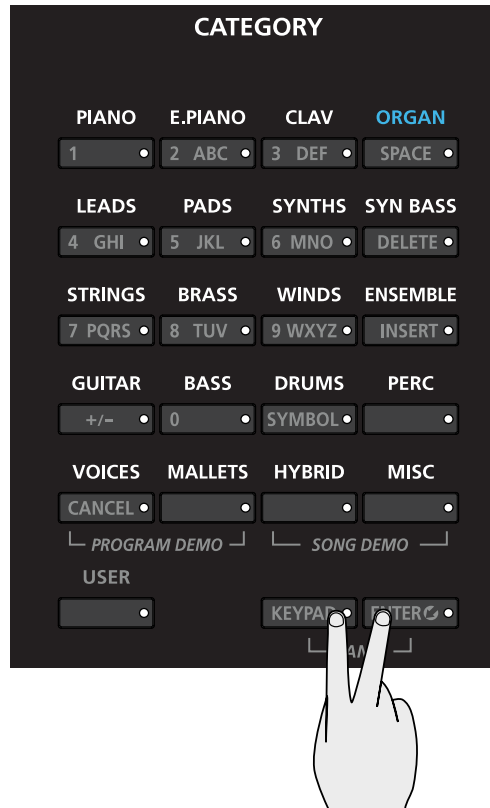 CATEGORY
PIANO E.PIANO CLAV ORGAN
1 2 ABC 3 DEF SPACE
LEADS PADS SYNTHS SYN BASS
4 GHI 5 JKL 6 MNO DELETE
STRINGS BRASS WINDS ENSEMBLE
7 PQRS 8 TUV 9 WXYZ INSERT
GUITAR BASS DRUMS PERC
+/– 0 SYMBOL
VOICES MALLETS HYBRID MISC
CANCEL
PROGRAM DEMO SONG DEMO
USER
KEYPAD ENTER